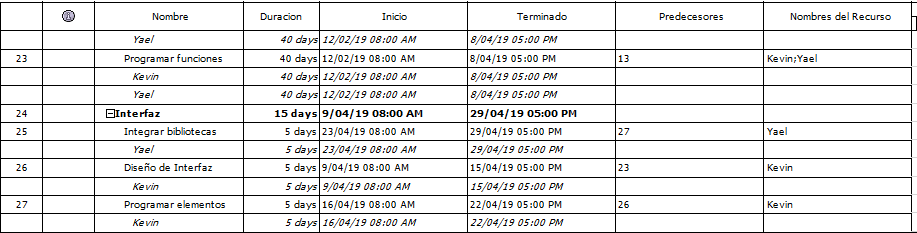 Nombre Duracion Inicio Terminado Predecesores Nombres del Recurso
Yael 40 days 12/02/19 08:00 AM 8/04/19 05:00 PM
23 Programar funciones 40 days 12/02/19 08:00 AM 8/04/19 05:00 PM 13 Kevin;Yael
Kevin 40 days 12/02/19 08:00 AM 8/04/19 05:00 PM
Yael 40 days 12/02/19 08:00 AM 8/04/19 05:00 PM
24 Interfaz 15 days 9/04/19 08:00 AM 29/04/19 05:00 PM
25 Integrar bibliotecas 5 days 23/04/19 08:00 AM 29/04/19 05:00 PM 27 Yael
Yael 5 days 23/04/19 08:00 AM 29/04/19 05:00 PM
26 Diseño de Interfaz 5 days 9/04/19 08:00 AM 15/04/19 05:00 PM 23 Kevin
Kevin 5 days 9/04/19 08:00 AM 15/04/19 05:00 PM
27 Programar elementos 5 days 16/04/19 08:00 AM 22/04/19 05:00 PM 26 Kevin
Kevin 5 days 16/04/19 08:00 AM 22/04/19 05:00 PM